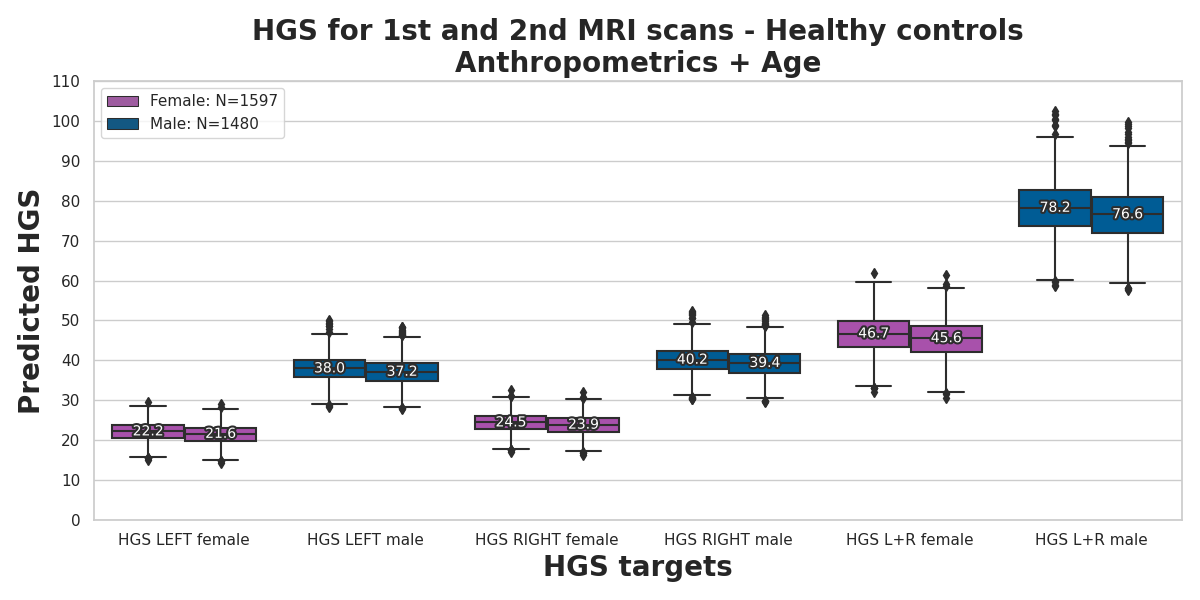 HGS for 1st and 2nd MRI scans - Healthy controls
Anthropometrics + Age
Predicted HGS
110
100
90
80
70
60
50
40
30
20
10
0
Female: N=1597
Male: N=1480
22.2
21.6
38.0
37.2
24.5
23.9
40.2
39.4
46.7
45.6
78.2
76.6
HGS LEFT female
HGS LEFT male
HGS RIGHT female
HGS RIGHT male
HGS L+R female
HGS L+R male
HGS targets